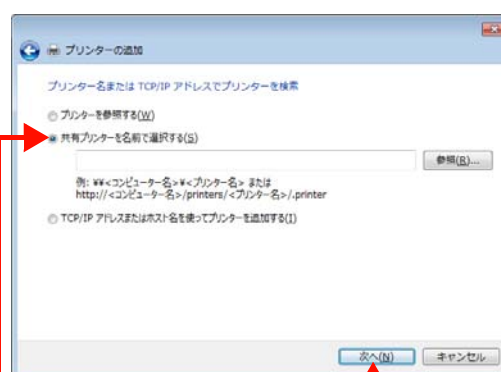 プリンターの追加
プリンター名または TCP/IP アドレスでプリンターを検索
プリンターを参照する(W)
共有プリンターを名前で選択する(S)
参照(R)...
例: ¥¥<コンピューター名>¥<プリンター名> または
http://<コンピューター名>/printers/<プリンター名>/.printer
TCP/IP アドレスまたはホスト名を使ってプリンターを追加する(I)
次へ(N)
キャンセル